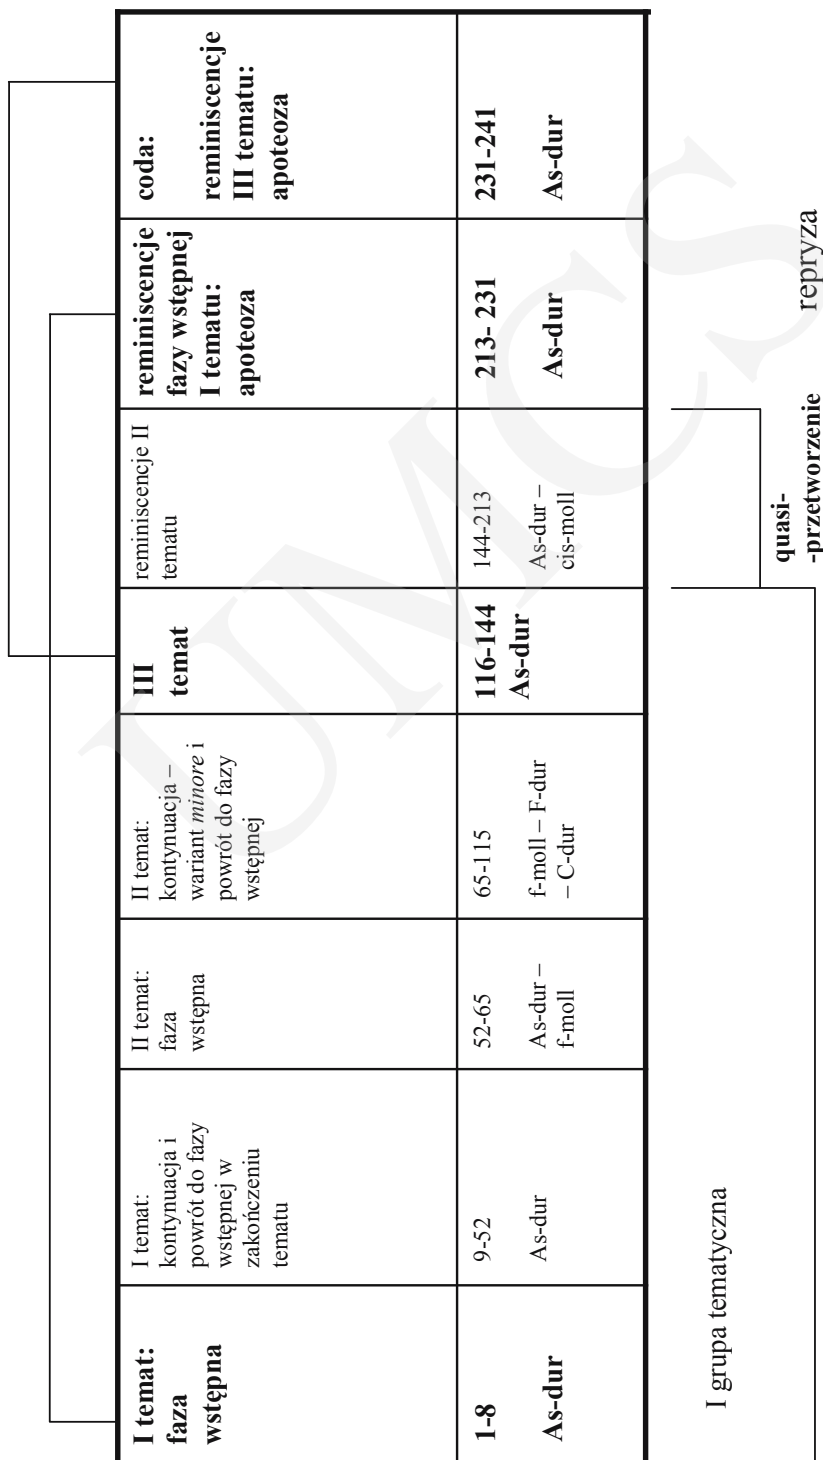 I temat:
faza
wstępna
I temat:
kontynuacja i
powrót do fazy
wstępnej w
zakończeniu
tematu
II temat:
faza
wstępna
II temat:
kontynuacja –
wariant minore i
powrót do fazy
wstępnej
III
temat
reminiscencje II
tematu
reminiscencje
fazy wstępnej
I tematu:
apoteoza
coda:
reminiscencje
III tematu:
apoteoza
1-8
As-dur
9-52
As-dur
52-65
As-dur –
f-moll
65-115
f-moll – F-dur
– C-dur
116-144
As-dur
144-213
As-dur –
cis-moll
213- 231
As-dur
231-241
As-dur
I grupa tematyczna
quasi-
-przetworzenie
repryza
UMCS